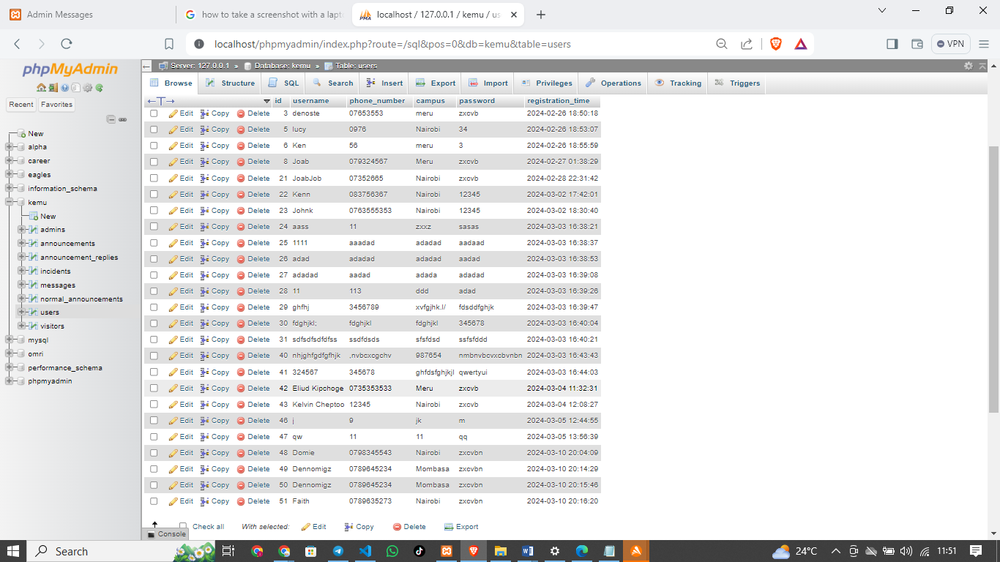 Admin Messages
how to take a screenshot with a lapt
localhost / 127.0.0.1 / kemu / us
localhost/phpmyadmin/index.php?route=/sql&pos=0&db=kemu&table=users
VPN
phpMyAdmin
Recent Favorites
New
alpha
career
eagles
information_schema
kemu
New
admins
announcements
announcement_replies
incidents
messages
normal_announcements
users
visitors
mysql
omri
performance_schema
phpmyadmin
Server: 127.0.0.1 » Database: kemu » Table: users
Browse Structure SQL Search Insert Export Import Privileges Operations Tracking Triggers
id username phone_number campus password registration_time
Edit Copy Delete 3 denoste 07653553 meru zxcvb 2024-02-26 18:50:18
Edit Copy Delete 5 lucy 0976 Nairobi 34 2024-02-26 18:53:07
Edit Copy Delete 6 Ken 56 meru 3 2024-02-26 18:55:59
Edit Copy Delete 8 Joab 079324567 Meru zxcvb 2024-02-27 01:38:29
Edit Copy Delete 21 JoabJob 07352665 Nairobi zxcvb 2024-02-28 22:31:42
Edit Copy Delete 22 Kenn 083756367 Nairobi 12345 2024-03-02 17:42:01
Edit Copy Delete 23 Johnk 0763555353 Nairobi 12345 2024-03-02 18:30:40
Edit Copy Delete 24 aass 11 zxxz sasas 2024-03-03 16:38:21
Edit Copy Delete 25 1111 aaadad adadad aadaad 2024-03-03 16:38:37
Edit Copy Delete 26 adad adadad adadad aadad 2024-03-03 16:38:53
Edit Copy Delete 27 adadad aadad adada adadad 2024-03-03 16:39:08
Edit Copy Delete 28 11 113 ddd adad 2024-03-03 16:39:26
Edit Copy Delete 29 ghfhj 3456789 xvfgjhk.l/ fdsddfghjk 2024-03-03 16:39:47
Edit Copy Delete 30 fdghjkl; fdghjkl fdghjkl 345678 2024-03-03 16:40:04
Edit Copy Delete 31 sdfsdfsdfdfss ssdfsds sfsfdsd ssfsfddd 2024-03-03 16:40:21
Edit Copy Delete 40 nhjghfgdfgfhjk ,nvbcxcgchv 987654 nmbnvbcvxcbvnbn 2024-03-03 16:43:43
Edit Copy Delete 41 324567 345678 ghfdsfghjkjl qwertyui 2024-03-03 16:44:03
Edit Copy Delete 42 Eliud Kipchoge 0735353533 Meru zxcvb 2024-03-04 11:32:31
Edit Copy Delete 43 Kelvin Cheptoo 12345 Nairobi zxcvb 2024-03-04 12:08:27
Edit Copy Delete 46 j 9 jk m 2024-03-05 12:44:55
Edit Copy Delete 47 qw 11 11 qq 2024-03-05 13:56:39
Edit Copy Delete 48 Domie 0798345543 Nairobi zxcvbn 2024-03-10 20:04:09
Edit Copy Delete 49 Dennomigz 0789645234 Mombasa zxcvbn 2024-03-10 20:14:29
Edit Copy Delete 50 Dennomigz 0789645234 Mombasa zxcvbn 2024-03-10 20:15:46
Edit Copy Delete 51 Faith 0789635273 Nairobi zxcvbn 2024-03-10 20:16:20
Check all With selected: Edit Copy Delete Export
Console
Search
24°C
11:51